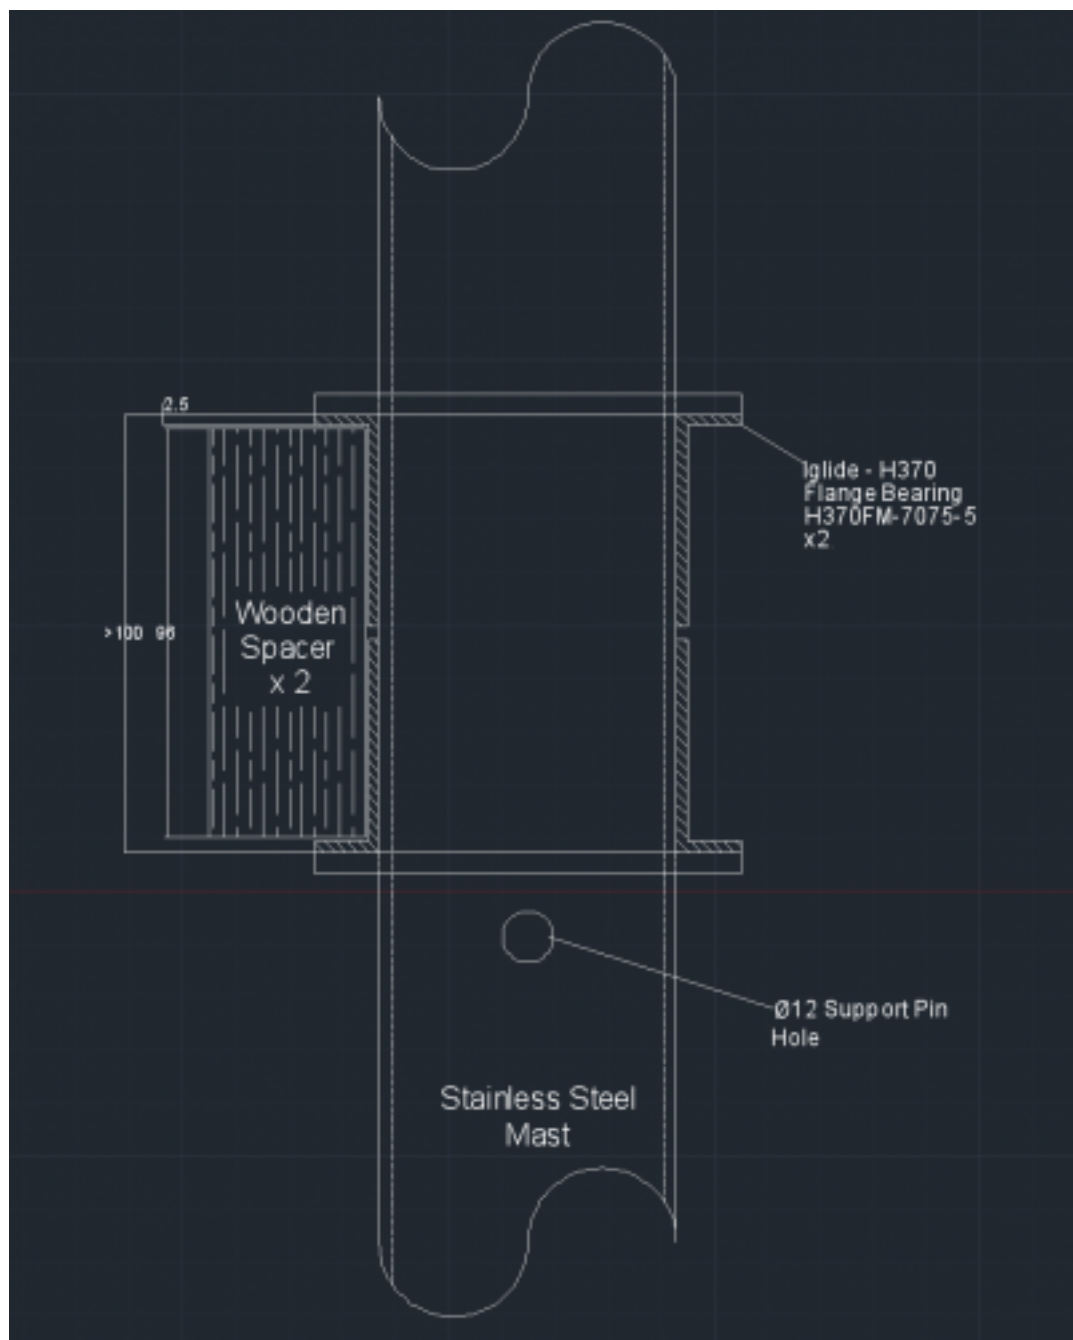 2.5
Iglide - H370
Flange Bearing
H370FM-7075-5
x2
Wooden
Spacer
x 2
>100 96
Ø12 Support Pin
Hole
Stainless Steel
Mast